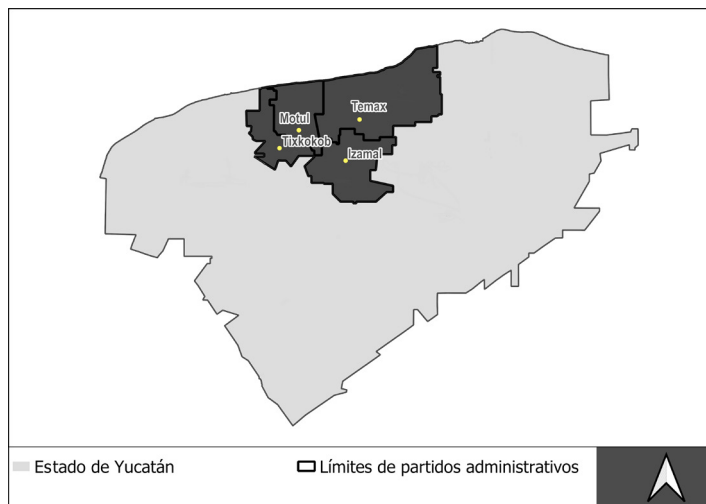 Temax
Motul
Tixkokob
Izamal
Estado de Yucatán
Límites de partidos administrativos